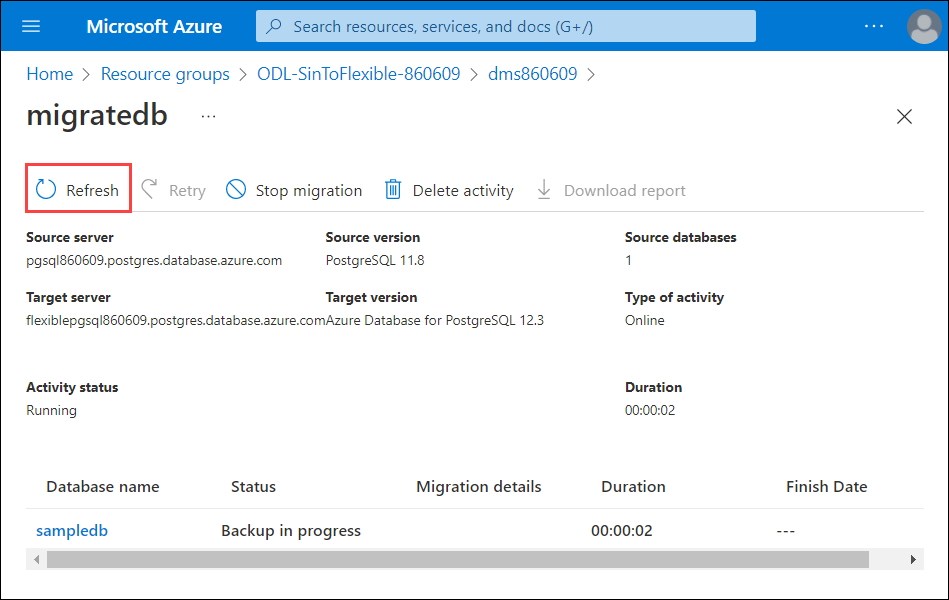 Microsoft Azure Search resources, services, and docs (G+/) ...
Home > Resource groups > ODL-SinToFlexible-860609 > dms860609 >
migratedb ...
Refresh Retry Stop migration Delete activity Download report
Source server Source version Source databases
pgsql860609.postgres.database.azure.com PostgreSQL 11.8 1
Target server Target version Type of activity
flexiblepgsql860609.postgres.database.azure.comAzure Database for PostgreSQL 12.3 Online
Activity status Duration
Running 00:00:02
Database name Status Migration details Duration Finish Date
sampledb Backup in progress 00:00:02 ---